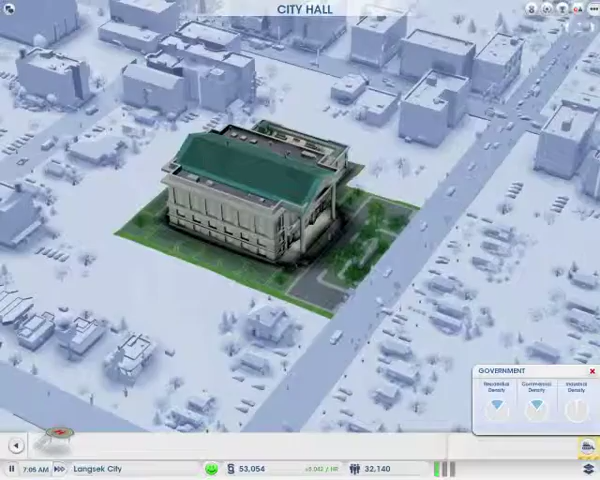 CITY HALL
GOVERNMENT
Residential Density
Commercial Density
Industrial Density
7:05 AM
Langsek City
53,054
32,140